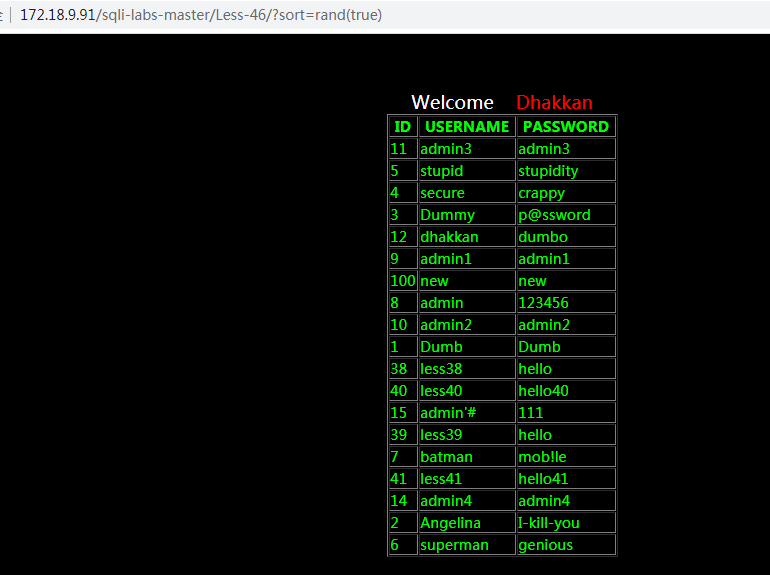 172.18.9.91/sqli-labs-master/Less-46/?sort=rand(true)
Welcome Dhakkan
ID USERNAME PASSWORD
11 admin3 admin3
5 stupid stupidity
4 secure crappy
3 Dummy p@ssword
12 dhakkan dumbo
9 admin1 admin1
100 new new
8 admin 123456
10 admin2 admin2
1 Dumb Dumb
38 less38 hello
40 less40 hello40
15 admin'# 111
39 less39 hello
7 batman mob!le
41 less41 hello41
14 admin4 admin4
2 Angelina I-kill-you
6 superman genious